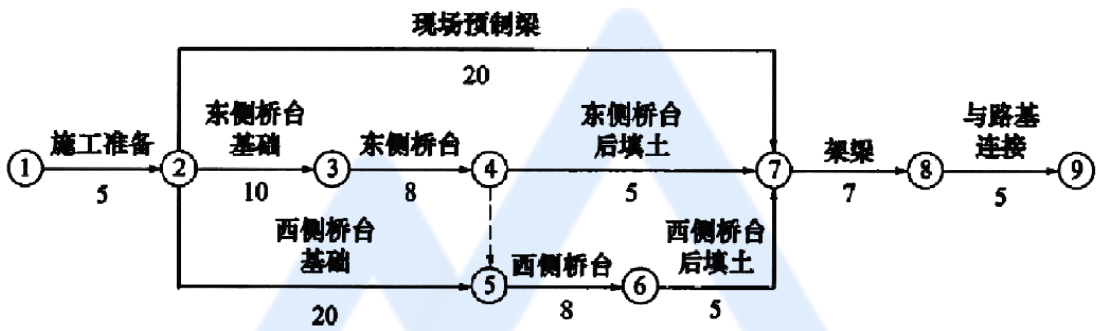 现场预制梁
20
施工准备
5
东侧桥台
基础
10
东侧桥台
8
东侧桥台
后填土
5
架梁
7
与路基
连接
5
① ② ③ ④ ⑦ ⑧ ⑨
西侧桥台
基础
20
西侧桥台
8
西侧桥台
后填土
5
⑤ ⑥